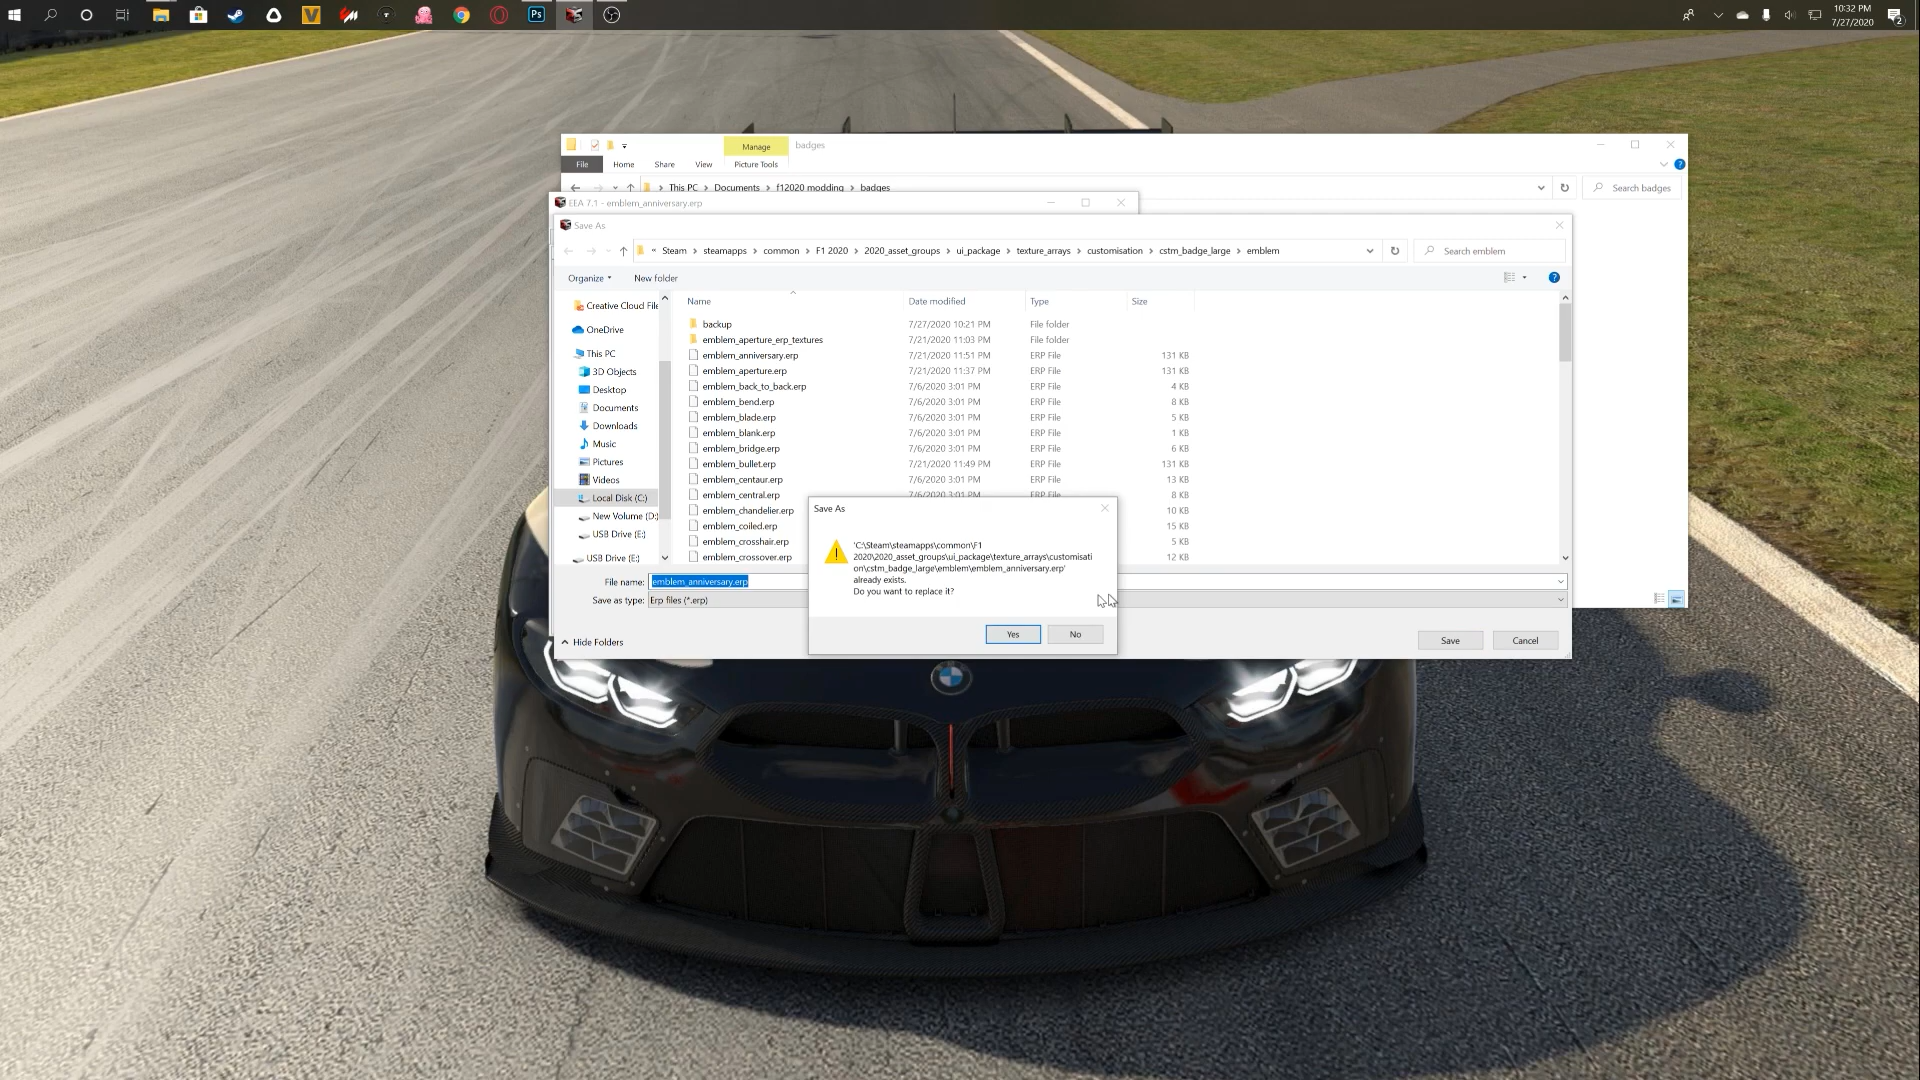 Ps
10:32 PM
7/27/2020
2
Manage
badges
File
Home
Share
View
Picture Tools
?
This PC > Documents > f12020 modding > badges
Search badges
EEA 7.1 - emblem_anniversary.erp
Save As
« Steam > steamapps > common > F1 2020 > 2020_asset_groups > ui_package > texture_arrays > customisation > cstm_badge_large > emblem
Search emblem
Organize
New folder
?
Name
Date modified
Type
Size
Creative Cloud File
OneDrive
This PC
3D Objects
Desktop
Documents
Downloads
Music
Pictures
Videos
Local Disk (C:)
New Volume (D:)
USB Drive (E:)
USB Drive (E:)
backup 7/27/2020 10:21 PM File folder
emblem_aperture_erp_textures 7/21/2020 11:03 PM File folder
emblem_anniversary.erp 7/21/2020 11:51 PM ERP File 131 KB
emblem_aperture.erp 7/21/2020 11:37 PM ERP File 131 KB
emblem_back_to_back.erp 7/6/2020 3:01 PM ERP File 4 KB
emblem_bend.erp 7/6/2020 3:01 PM ERP File 8 KB
emblem_blade.erp 7/6/2020 3:01 PM ERP File 5 KB
emblem_blank.erp 7/6/2020 3:01 PM ERP File 1 KB
emblem_bridge.erp 7/6/2020 3:01 PM ERP File 6 KB
emblem_bullet.erp 7/21/2020 11:49 PM ERP File 131 KB
emblem_centaur.erp 7/6/2020 3:01 PM ERP File 13 KB
emblem_central.erp 7/6/2020 3:01 PM ERP File 8 KB
emblem_chandelier.erp 10 KB
emblem_coiled.erp 15 KB
emblem_crosshair.erp 5 KB
emblem_crossover.erp 12 KB
Save As
'C:\Steam\steamapps\common\F1
2020\2020_asset_groups\ui_package\texture_arrays\customisati
on\cstm_badge_large\emblem\emblem_anniversary.erp'
already exists.
Do you want to replace it?
Yes
No
File name: emblem_anniversary.erp
Save as type: Erp files (*.erp)
Hide Folders
Save
Cancel